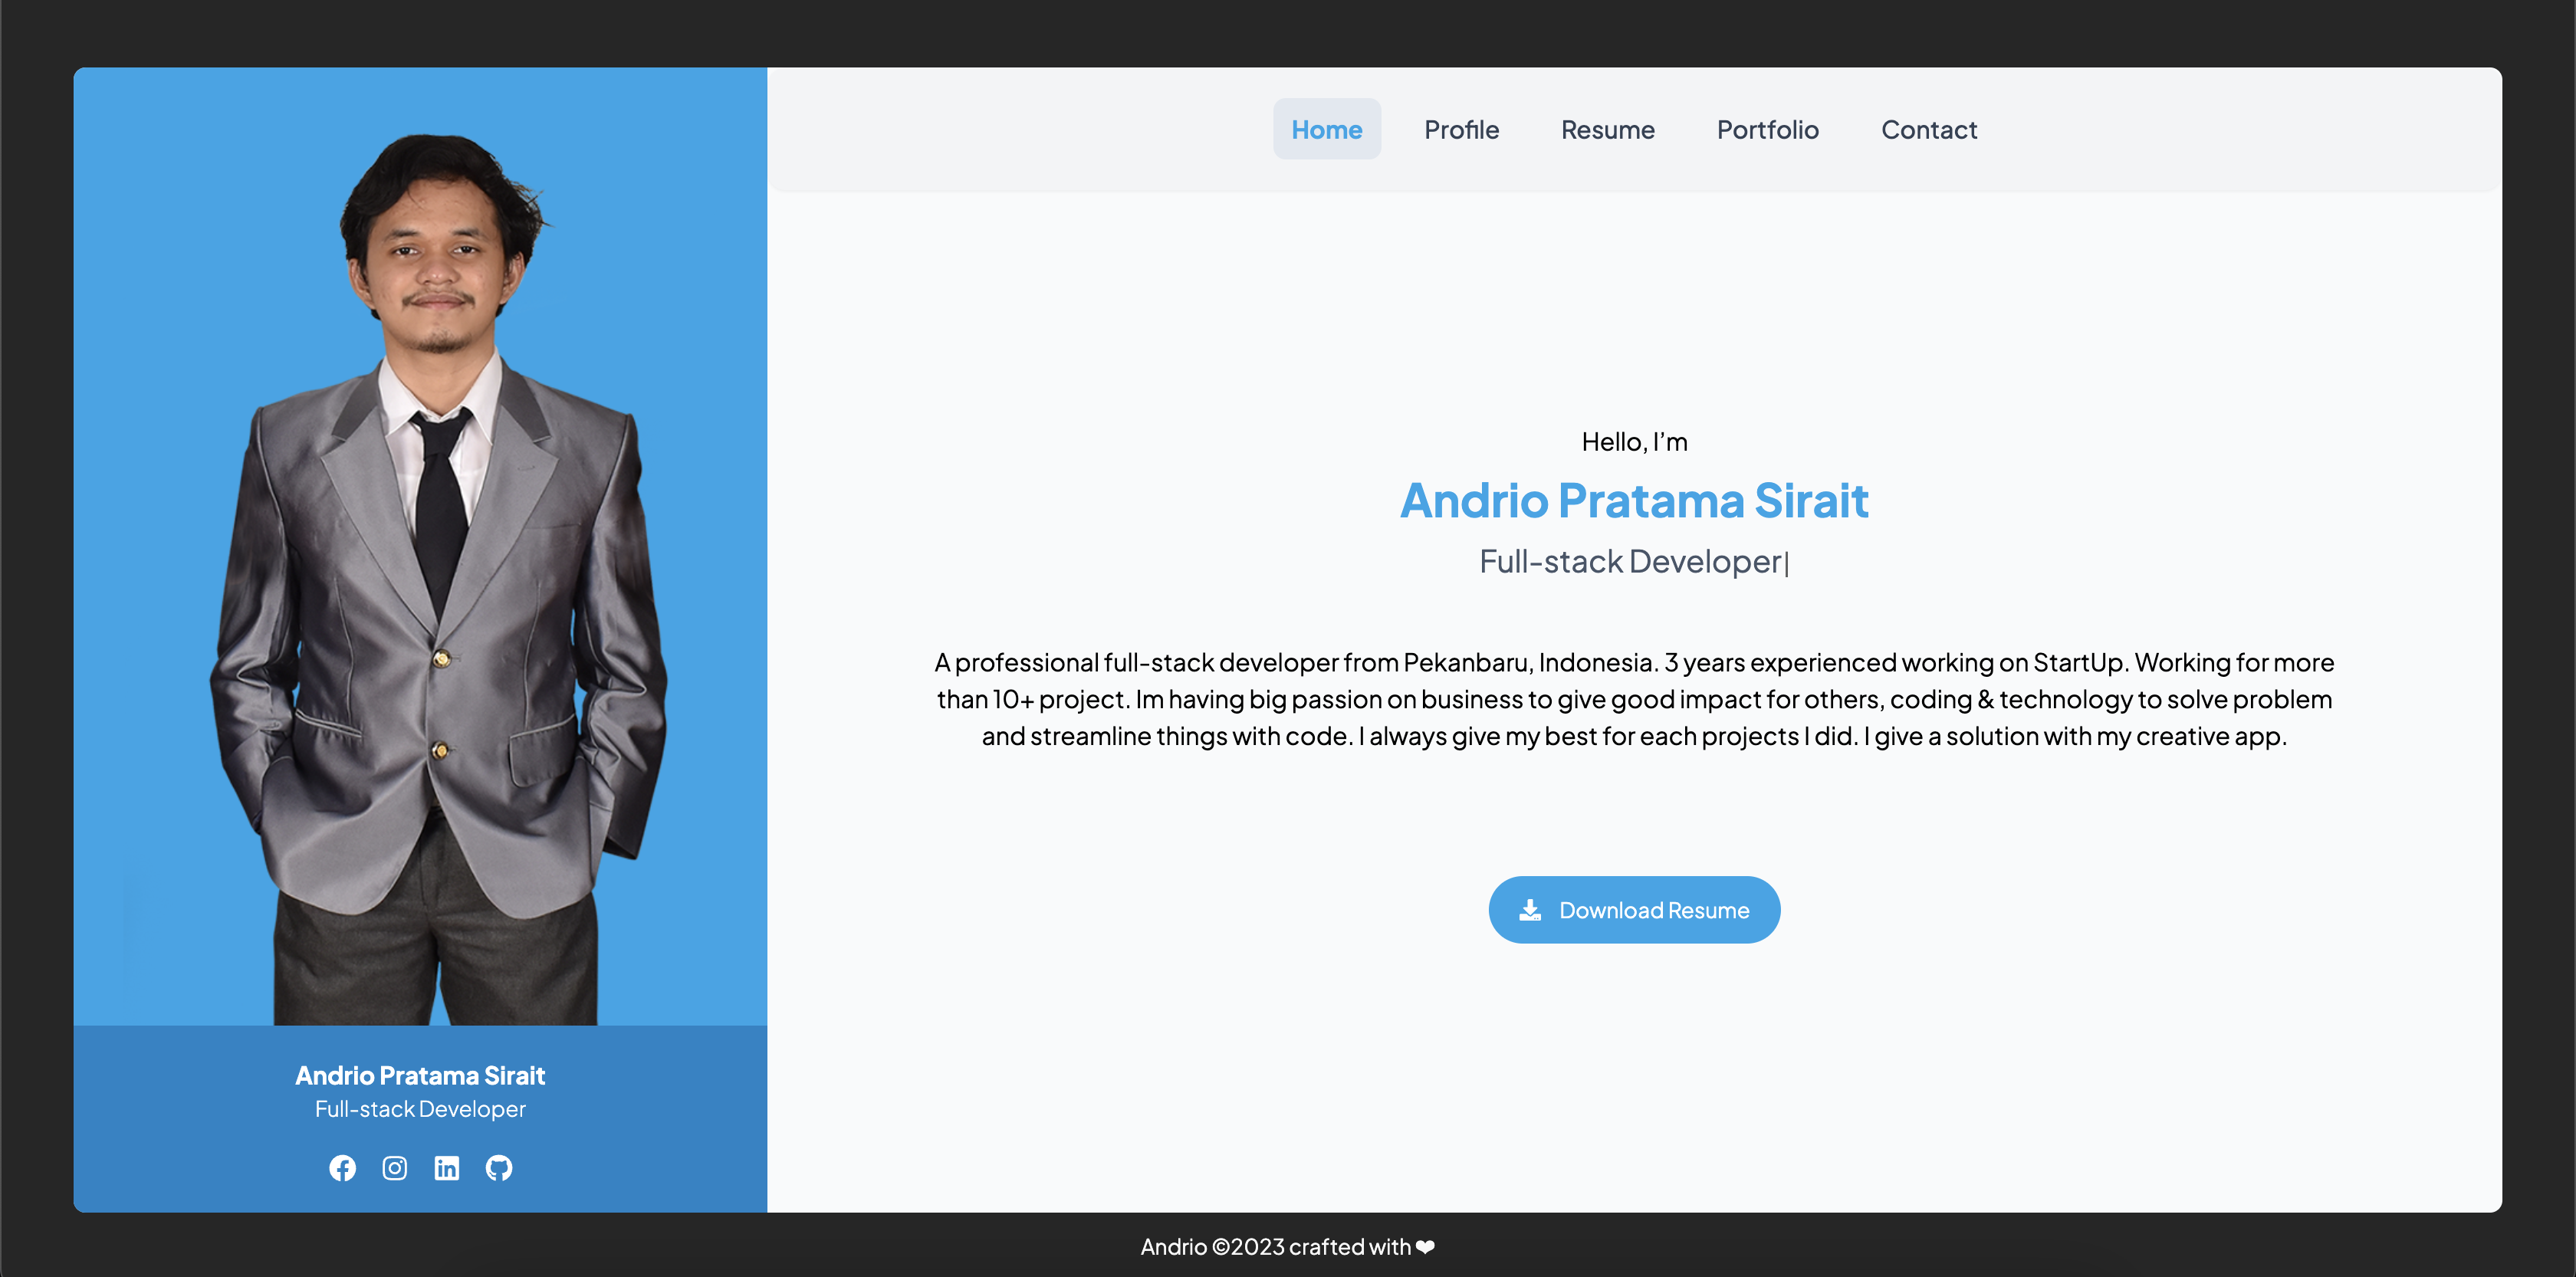 Home Profile Resume Portfolio Contact
Hello, I’m
Andrio Pratama Sirait
Full-stack Developer|
A professional full-stack developer from Pekanbaru, Indonesia. 3 years experienced working on StartUp. Working for more
than 10+ project. Im having big passion on business to give good impact for others, coding & technology to solve problem
and streamline things with code. I always give my best for each projects I did. I give a solution with my creative app.
Download Resume
Andrio Pratama Sirait
Full-stack Developer
Andrio ©2023 crafted with ❤